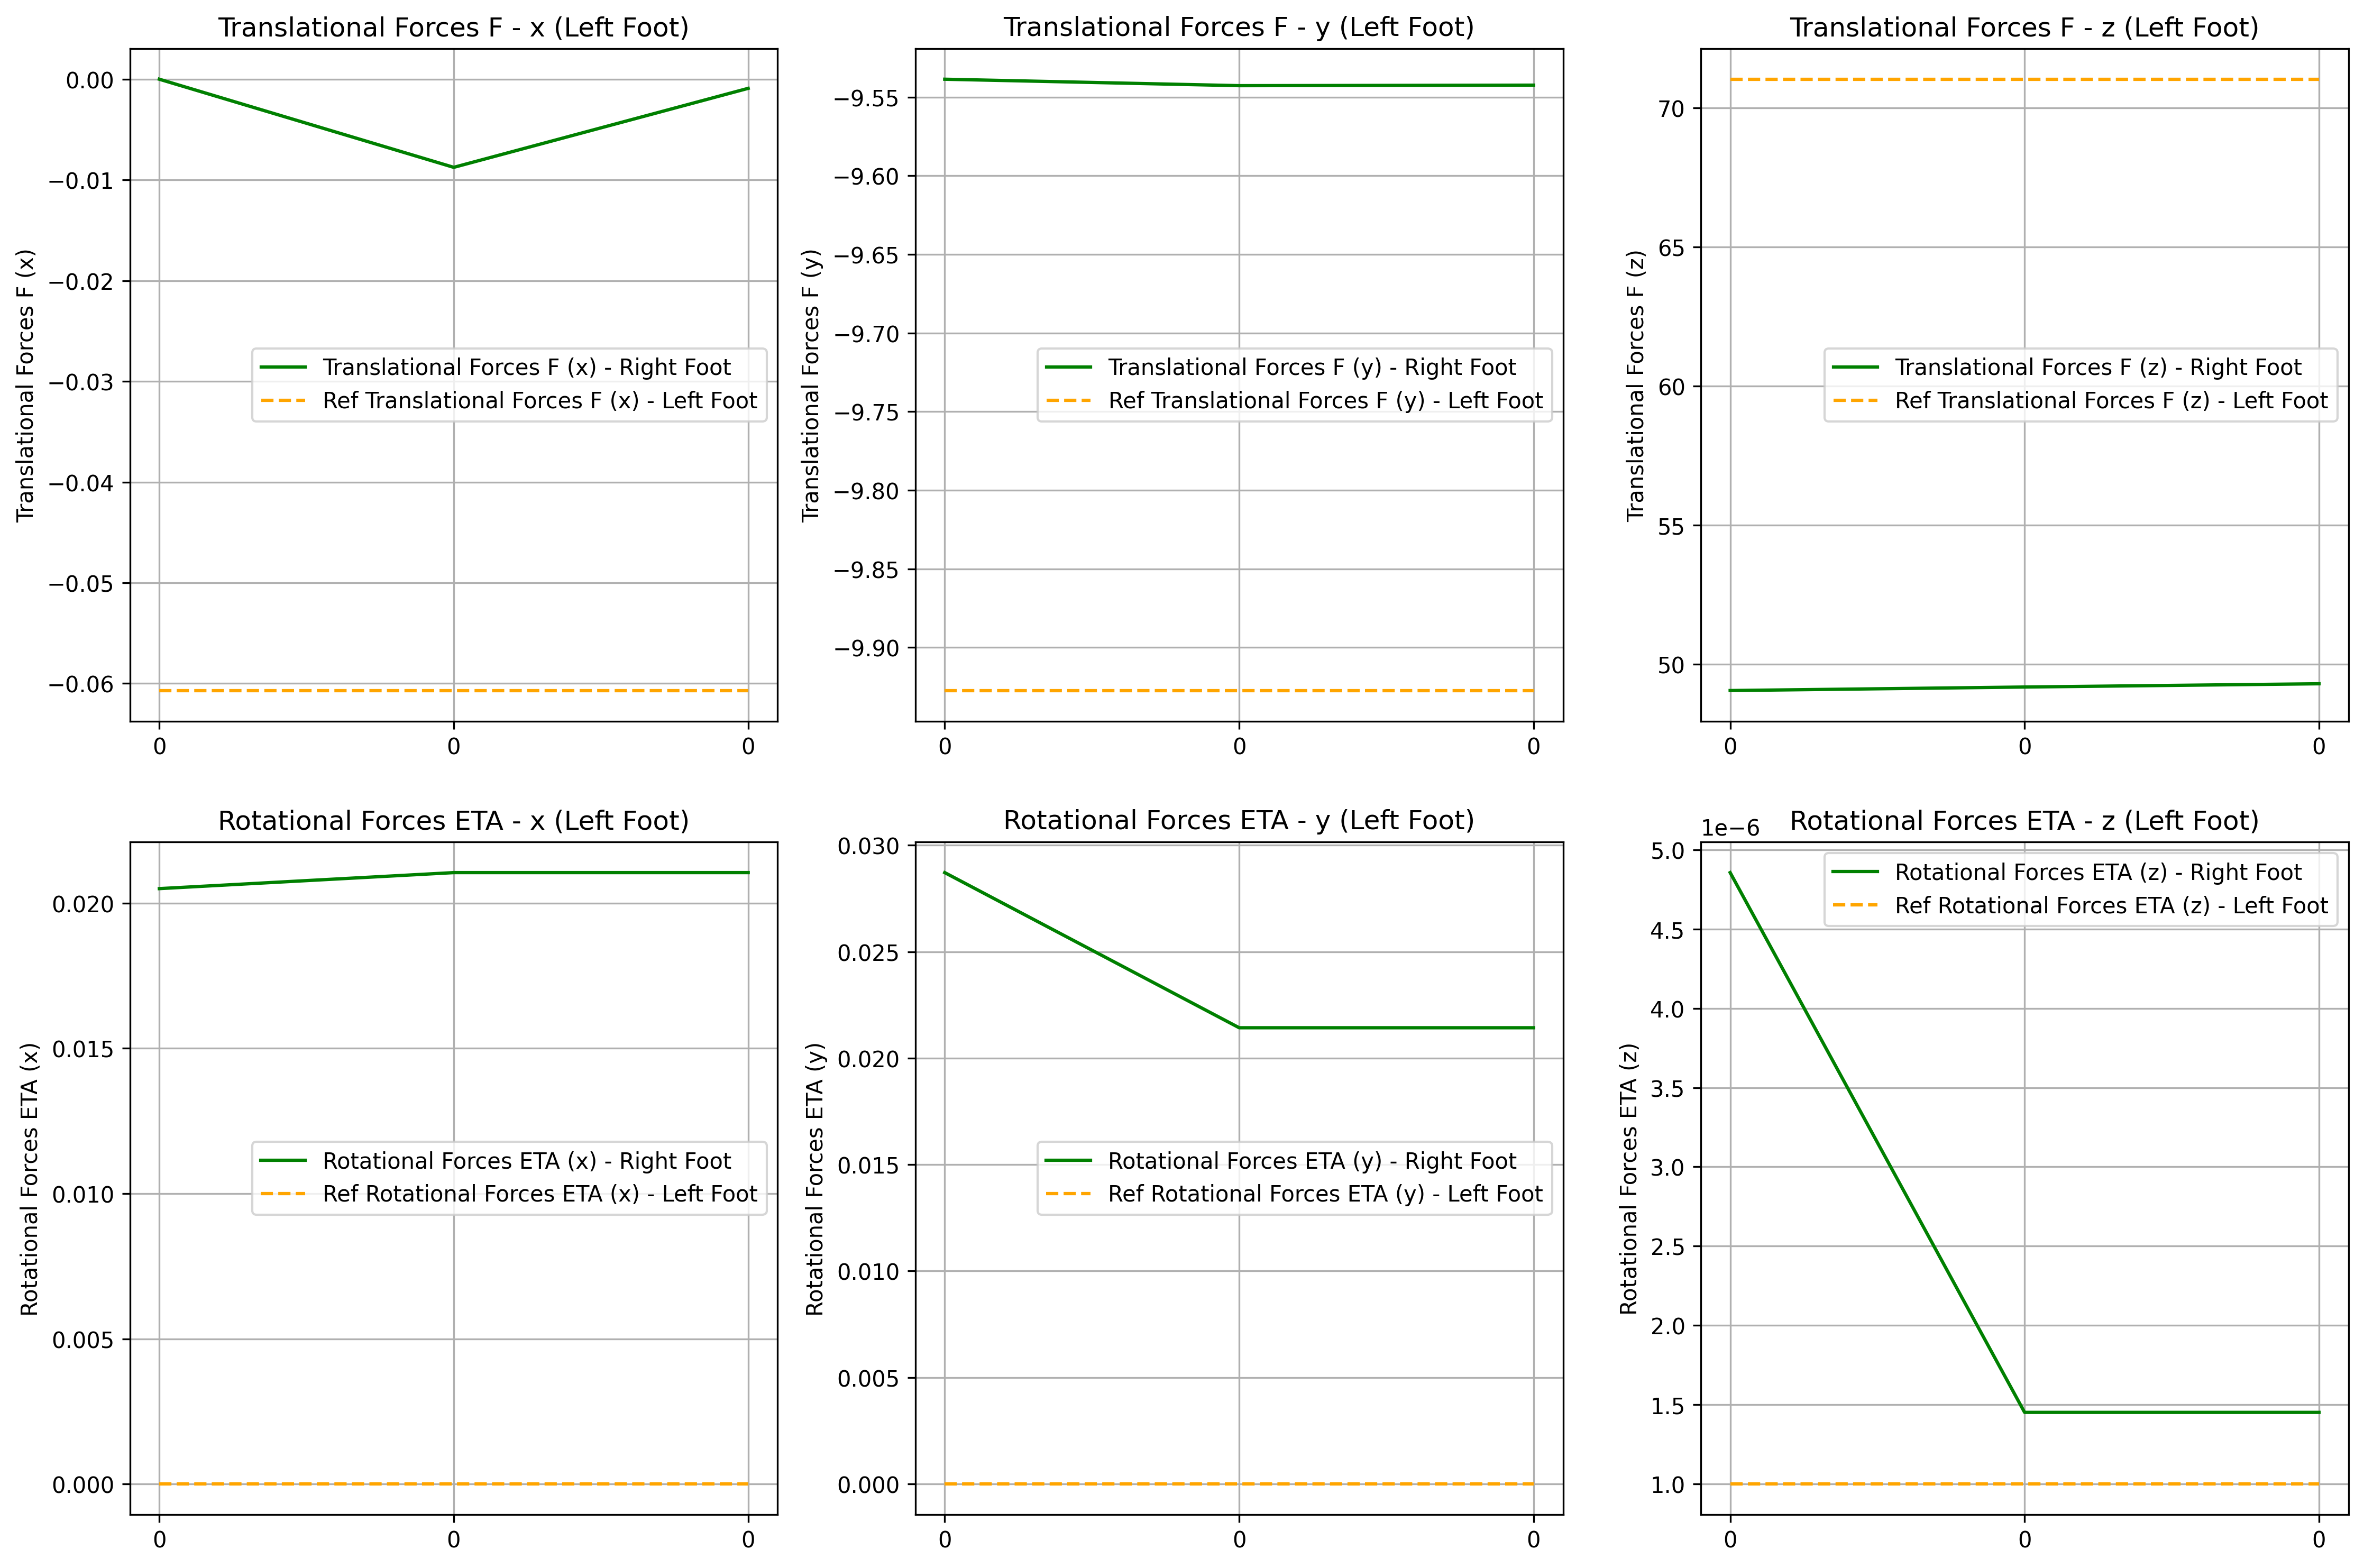 Translational Forces F - x (Left Foot)
Translational Forces F (x)
0.00
−0.01
−0.02
−0.03
−0.04
−0.05
−0.06
Translational Forces F (x) - Right Foot
Ref Translational Forces F (x) - Left Foot
0 0 0
Translational Forces F - y (Left Foot)
Translational Forces F (y)
−9.55
−9.60
−9.65
−9.70
−9.75
−9.80
−9.85
−9.90
Translational Forces F (y) - Right Foot
Ref Translational Forces F (y) - Left Foot
0 0 0
Translational Forces F - z (Left Foot)
Translational Forces F (z)
70
65
60
55
50
Translational Forces F (z) - Right Foot
Ref Translational Forces F (z) - Left Foot
0 0 0
Rotational Forces ETA - x (Left Foot)
Rotational Forces ETA (x)
0.020
0.015
0.010
0.005
0.000
Rotational Forces ETA (x) - Right Foot
Ref Rotational Forces ETA (x) - Left Foot
0 0 0
Rotational Forces ETA - y (Left Foot)
Rotational Forces ETA (y)
0.030
0.025
0.020
0.015
0.010
0.005
0.000
Rotational Forces ETA (y) - Right Foot
Ref Rotational Forces ETA (y) - Left Foot
0 0 0
Rotational Forces ETA - z (Left Foot)
1e−6
Rotational Forces ETA (z)
5.0
4.5
4.0
3.5
3.0
2.5
2.0
1.5
1.0
Rotational Forces ETA (z) - Right Foot
Ref Rotational Forces ETA (z) - Left Foot
0 0 0